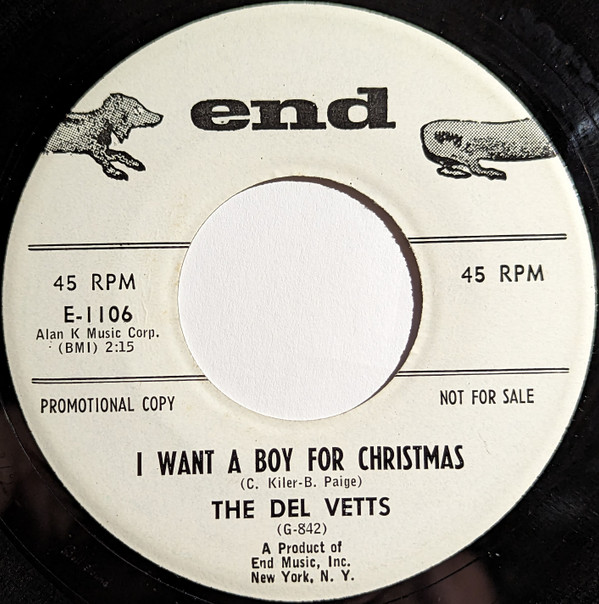 end
45 RPM
45 RPM
E-1106
Alan K Music Corp.
(BMI) 2:15
PROMOTIONAL COPY
NOT FOR SALE
I WANT A BOY FOR CHRISTMAS
(C. Kiler-B. Paige)
THE DEL VETTS
(G-842)
A Product of
End Music, Inc.
New York, N. Y.